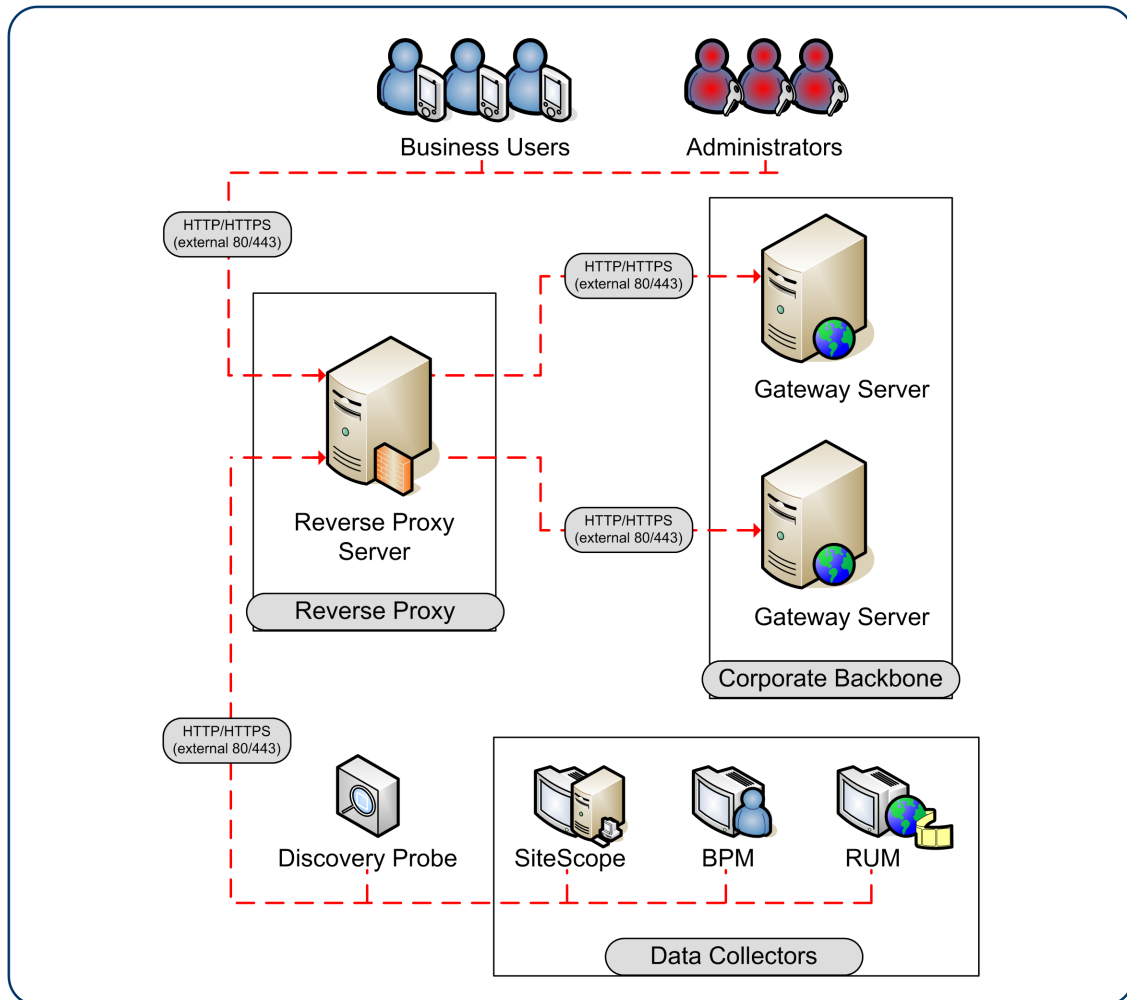 Business Users
Administrators
HTTP/HTTPS
(external 80/443)
HTTP/HTTPS
(external 80/443)
Gateway Server
Reverse Proxy
Server
Reverse Proxy
HTTP/HTTPS
(external 80/443)
Gateway Server
Corporate Backbone
HTTP/HTTPS
(external 80/443)
Discovery Probe
SiteScope
BPM
RUM
Data Collectors